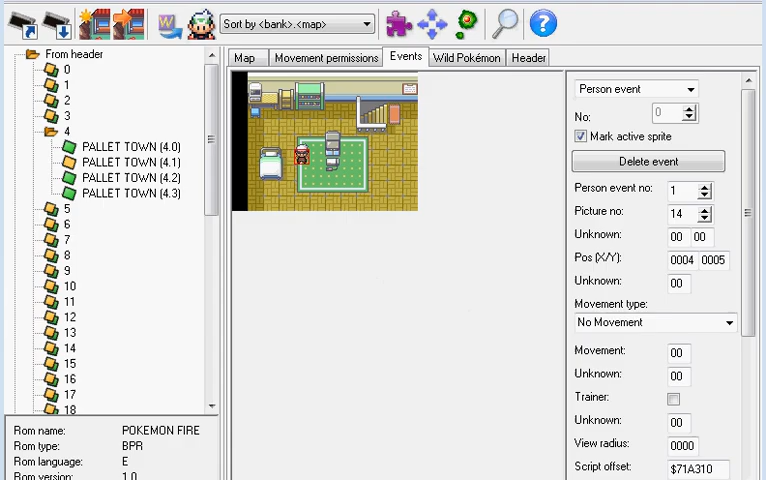 Sort by <bank>.<map>
From header
0
1
2
3
4
PALLET TOWN (4.0)
PALLET TOWN (4.1)
PALLET TOWN (4.2)
PALLET TOWN (4.3)
5
6
7
8
9
10
11
12
13
14
15
16
17
18
Rom name: POKEMON FIRE
Rom type: BPR
Rom language: E
Rom version: 1.0
Map
Movement permissions
Events
Wild Pokémon
Header
Person event
No: 0
Mark active sprite
Delete event
Person event no: 1
Picture no: 14
Unknown: 00 00
Pos (X/Y): 0004 0005
Unknown: 00
Movement type:
No Movement
Movement: 00
Unknown: 00
Trainer:
Unknown: 00
View radius: 0000
Script offset: $71A310